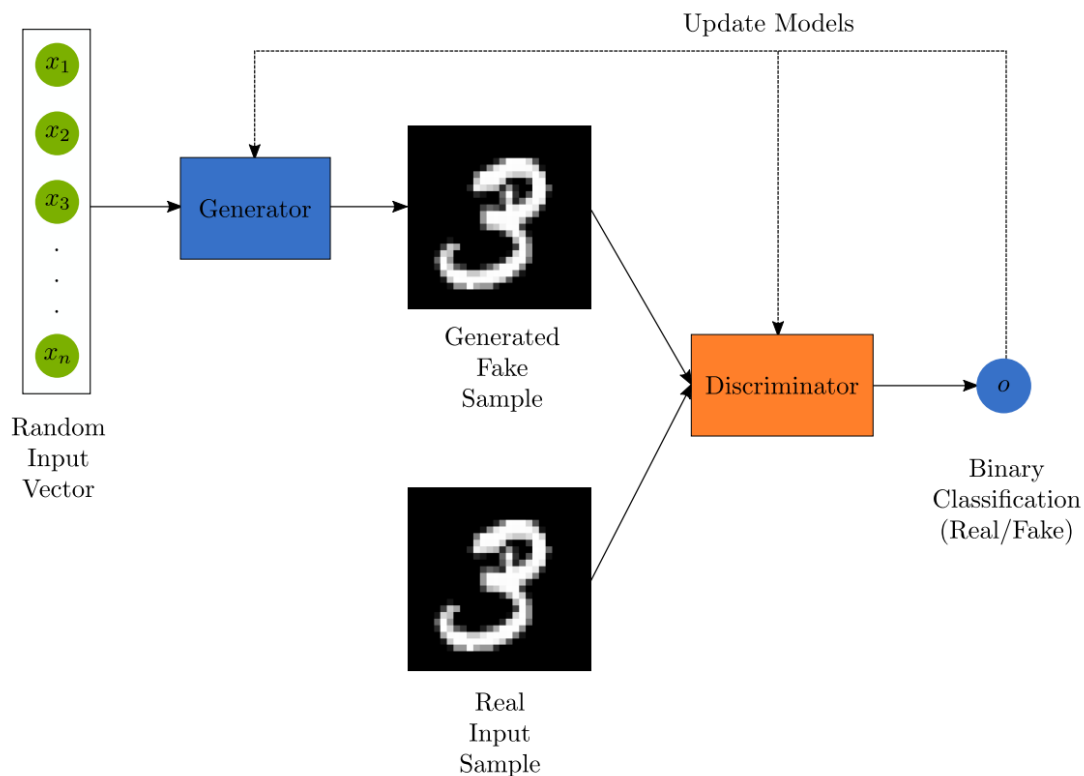 Update Models
x₁
x₂
x₃
.
.
.
xₙ
Random
Input
Vector
Generator
Generated
Fake
Sample
Real
Input
Sample
Discriminator
o
Binary
Classification
(Real/Fake)